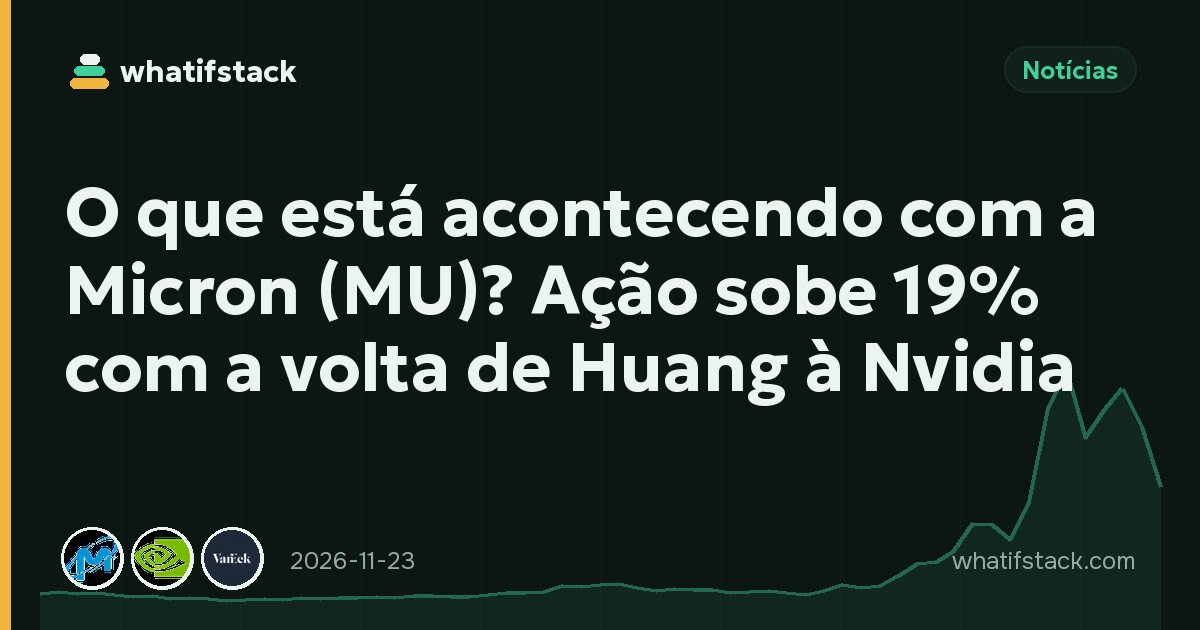 whatifstack
Notícias
O que está acontecendo com a
Micron (MU)? Ação sobe 19%
com a volta de Huang à Nvidia
VanEck
2026-11-23
whatifstack.com